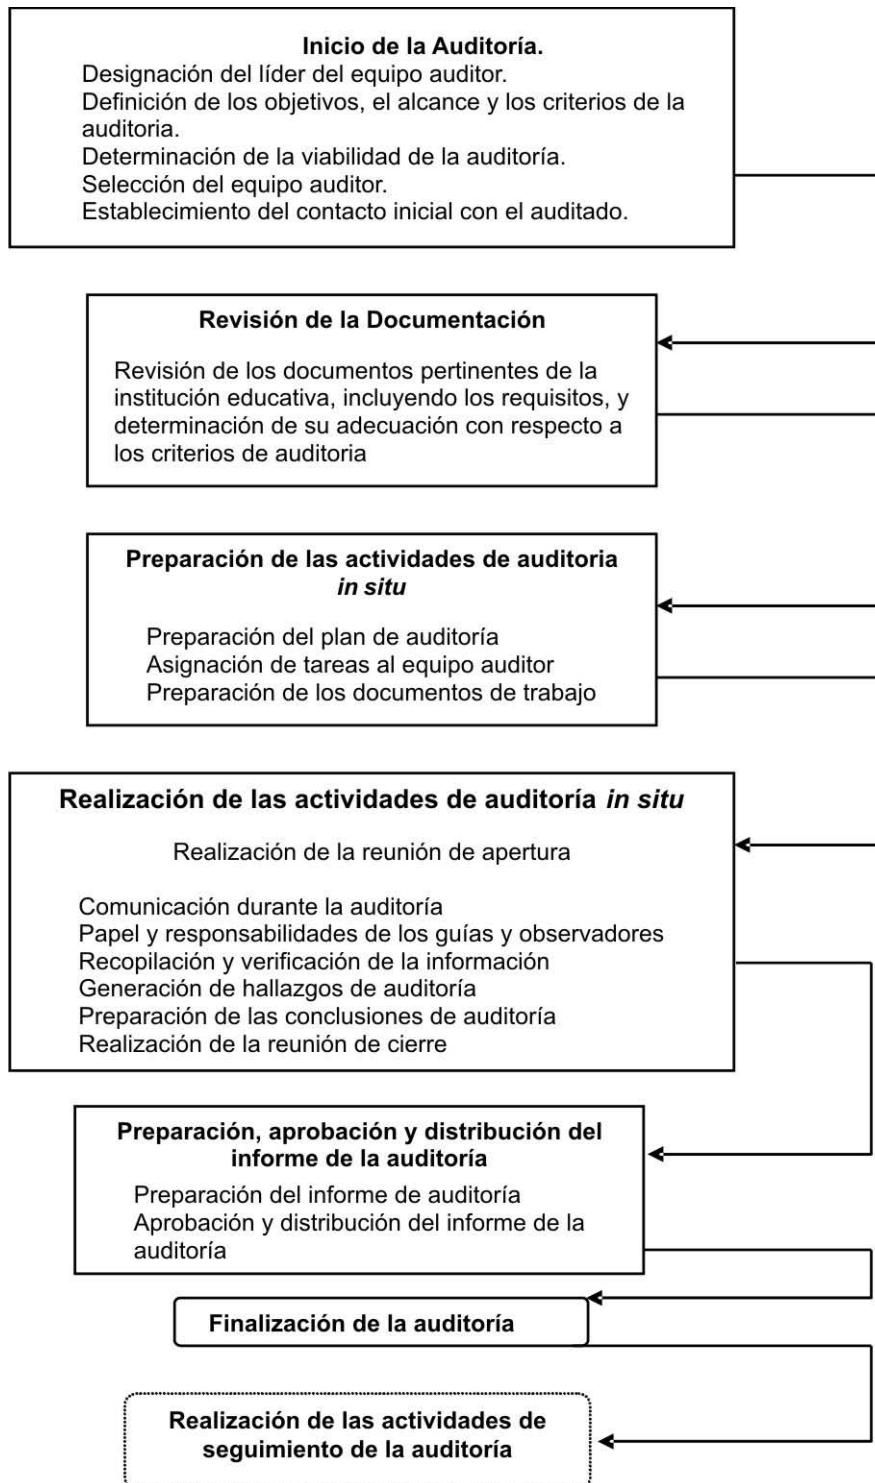 Inicio de la Auditoría.
Designación del líder del equipo auditor.
Definición de los objetivos, el alcance y los criterios de la
auditoria.
Determinación de la viabilidad de la auditoría.
Selección del equipo auditor.
Establecimiento del contacto inicial con el auditado.
Revisión de la Documentación
Revisión de los documentos pertinentes de la
institución educativa, incluyendo los requisitos, y
determinación de su adecuación con respecto a
los criterios de auditoria
Preparación de las actividades de auditoria
in situ
Preparación del plan de auditoría
Asignación de tareas al equipo auditor
Preparación de los documentos de trabajo
Realización de las actividades de auditoría in situ
Realización de la reunión de apertura
Comunicación durante la auditoría
Papel y responsabilidades de los guías y observadores
Recopilación y verificación de la información
Generación de hallazgos de auditoría
Preparación de las conclusiones de auditoría
Realización de la reunión de cierre
Preparación, aprobación y distribución del
informe de la auditoría
Preparación del informe de auditoría
Aprobación y distribución del informe de la
auditoría
Finalización de la auditoría
Realización de las actividades de
seguimiento de la auditoría